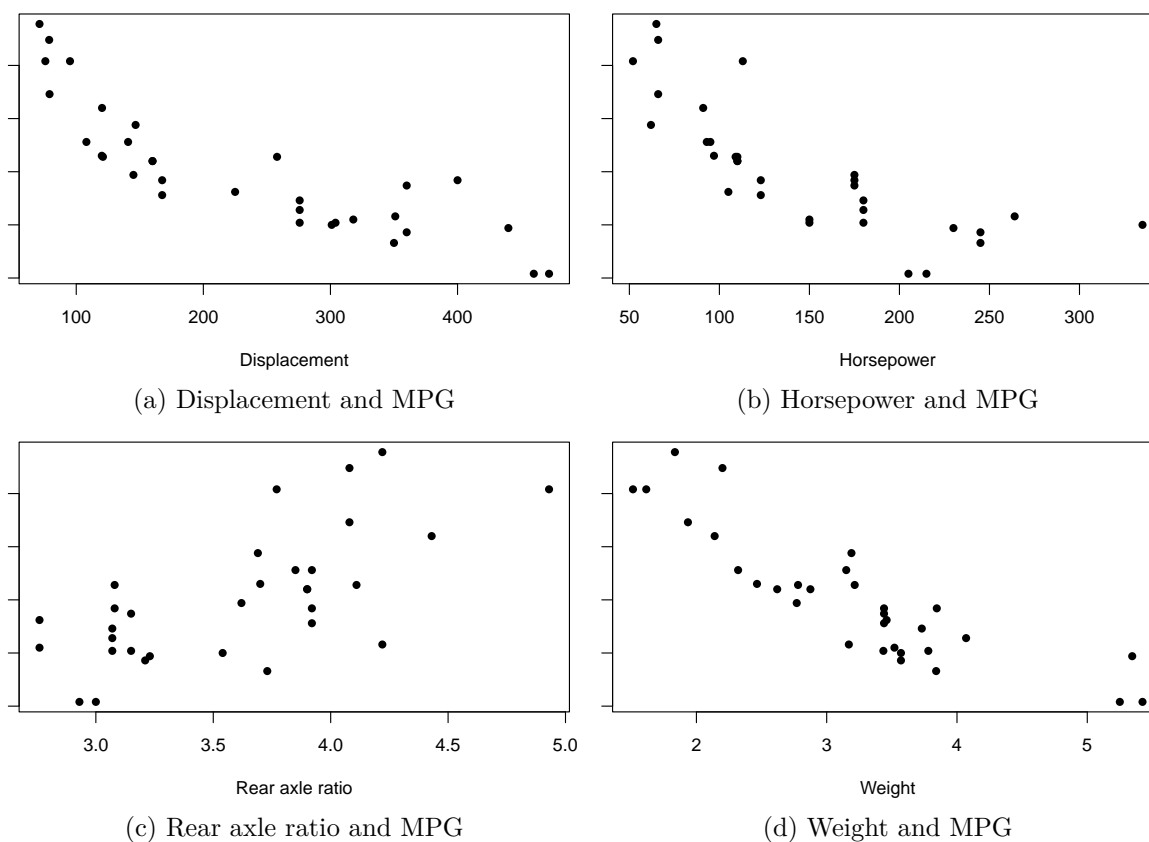 100 200 300 400
Displacement
(a) Displacement and MPG
50 100 150 200 250 300
Horsepower
(b) Horsepower and MPG
3.0 3.5 4.0 4.5 5.0
Rear axle ratio
(c) Rear axle ratio and MPG
2 3 4 5
Weight
(d) Weight and MPG